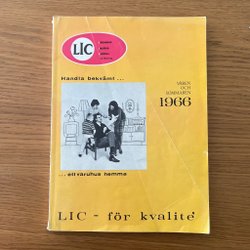 LIC
Handla bekvämt ...
VÅREN
OCH
SOMMAREN
1966
... ett varuhus hemma
LIC - för kvalité